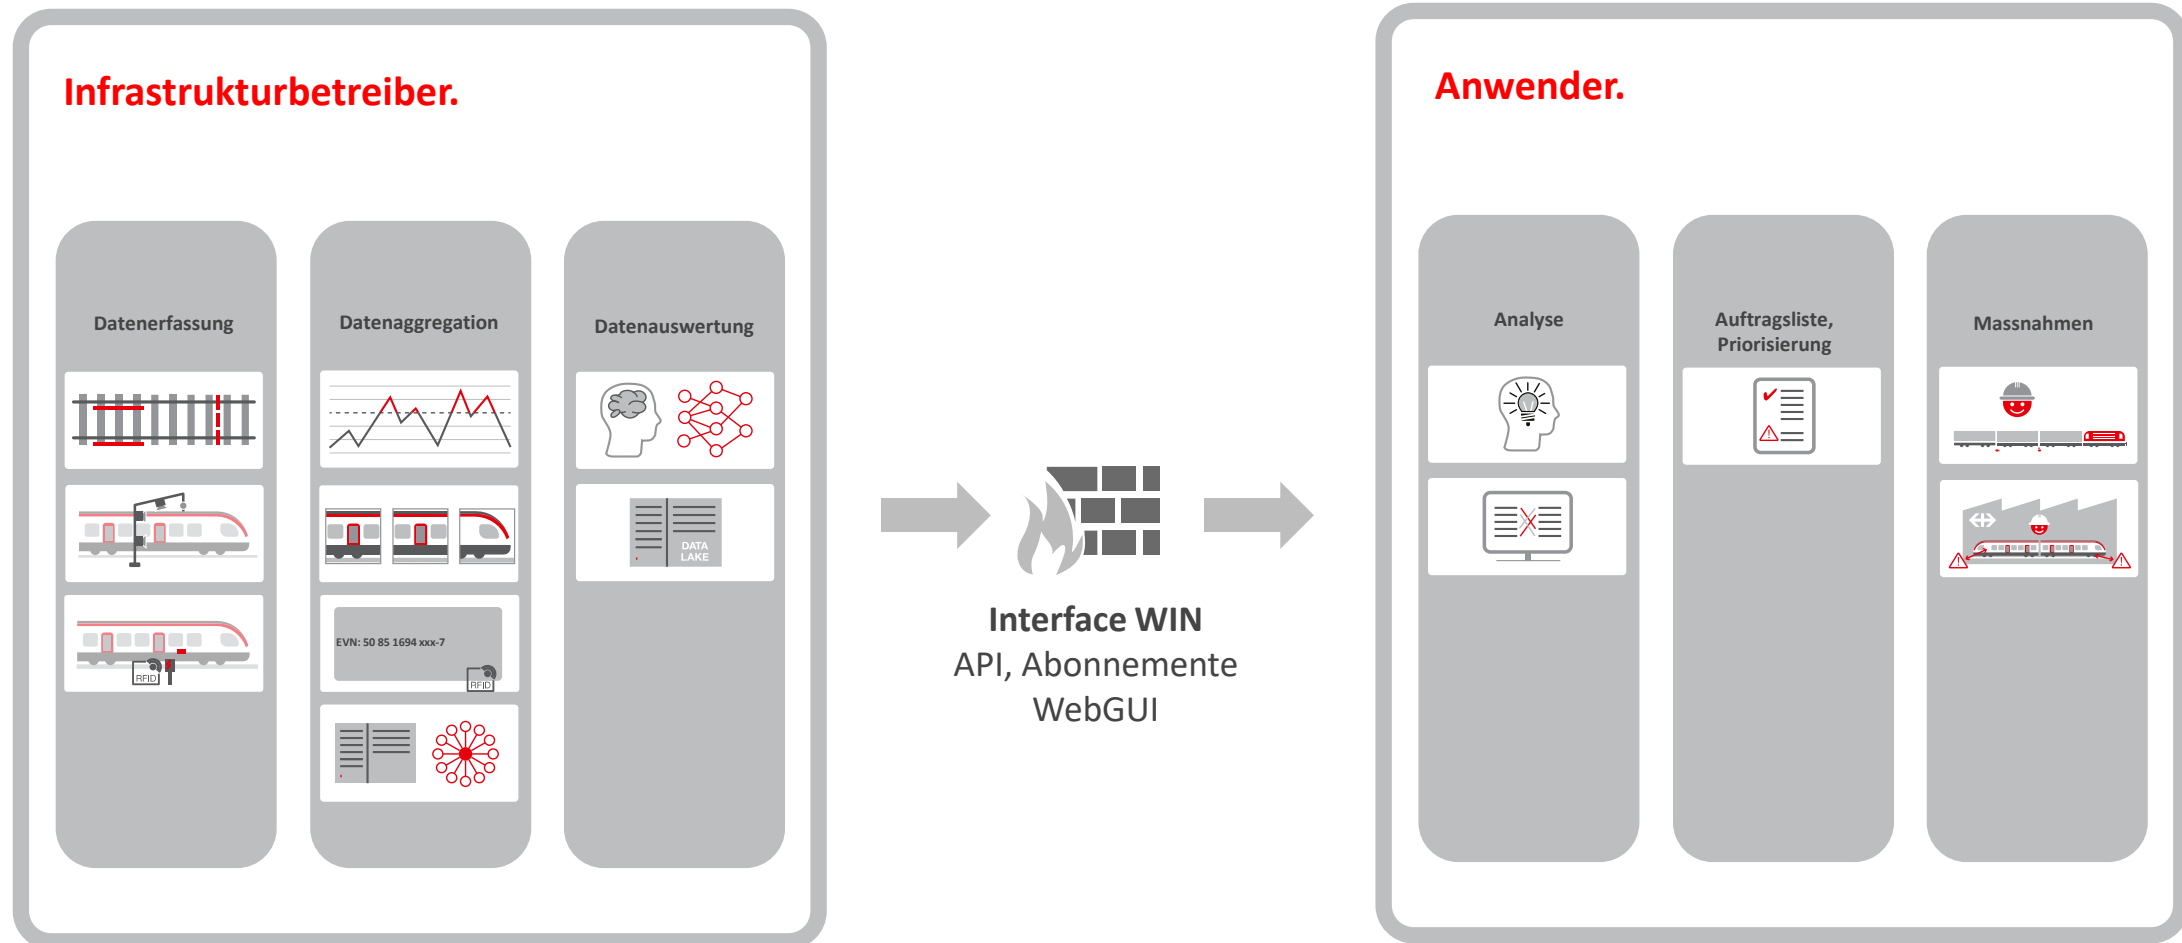 Infrastrukturbetreiber.
Datenerfassung
RFID
Datenaggregation
EVN: 50 85 1694 xxx-7
RFID
Datenauswertung
DATA
LAKE
Interface WIN
API, Abonnemente
WebGUI
Anwender.
Analyse
Auftragsliste,
Priorisierung
Massnahmen